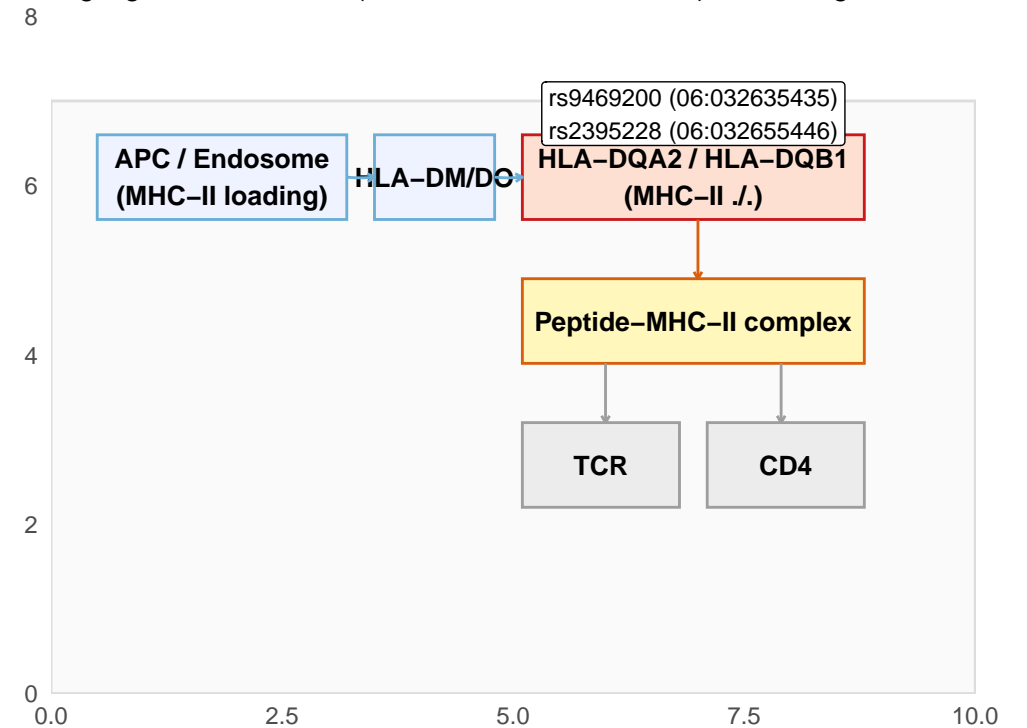 8
rs9469200 (06:032635435)
rs2395228 (06:032655446)
APC / Endosome
(MHC−II loading)
HLA−DM/DO
HLA−DQA2 / HLA−DQB1
(MHC−II ./.)
6
Peptide−MHC−II complex
4
TCR
CD4
2
0
0.0
2.5
5.0
7.5
10.0